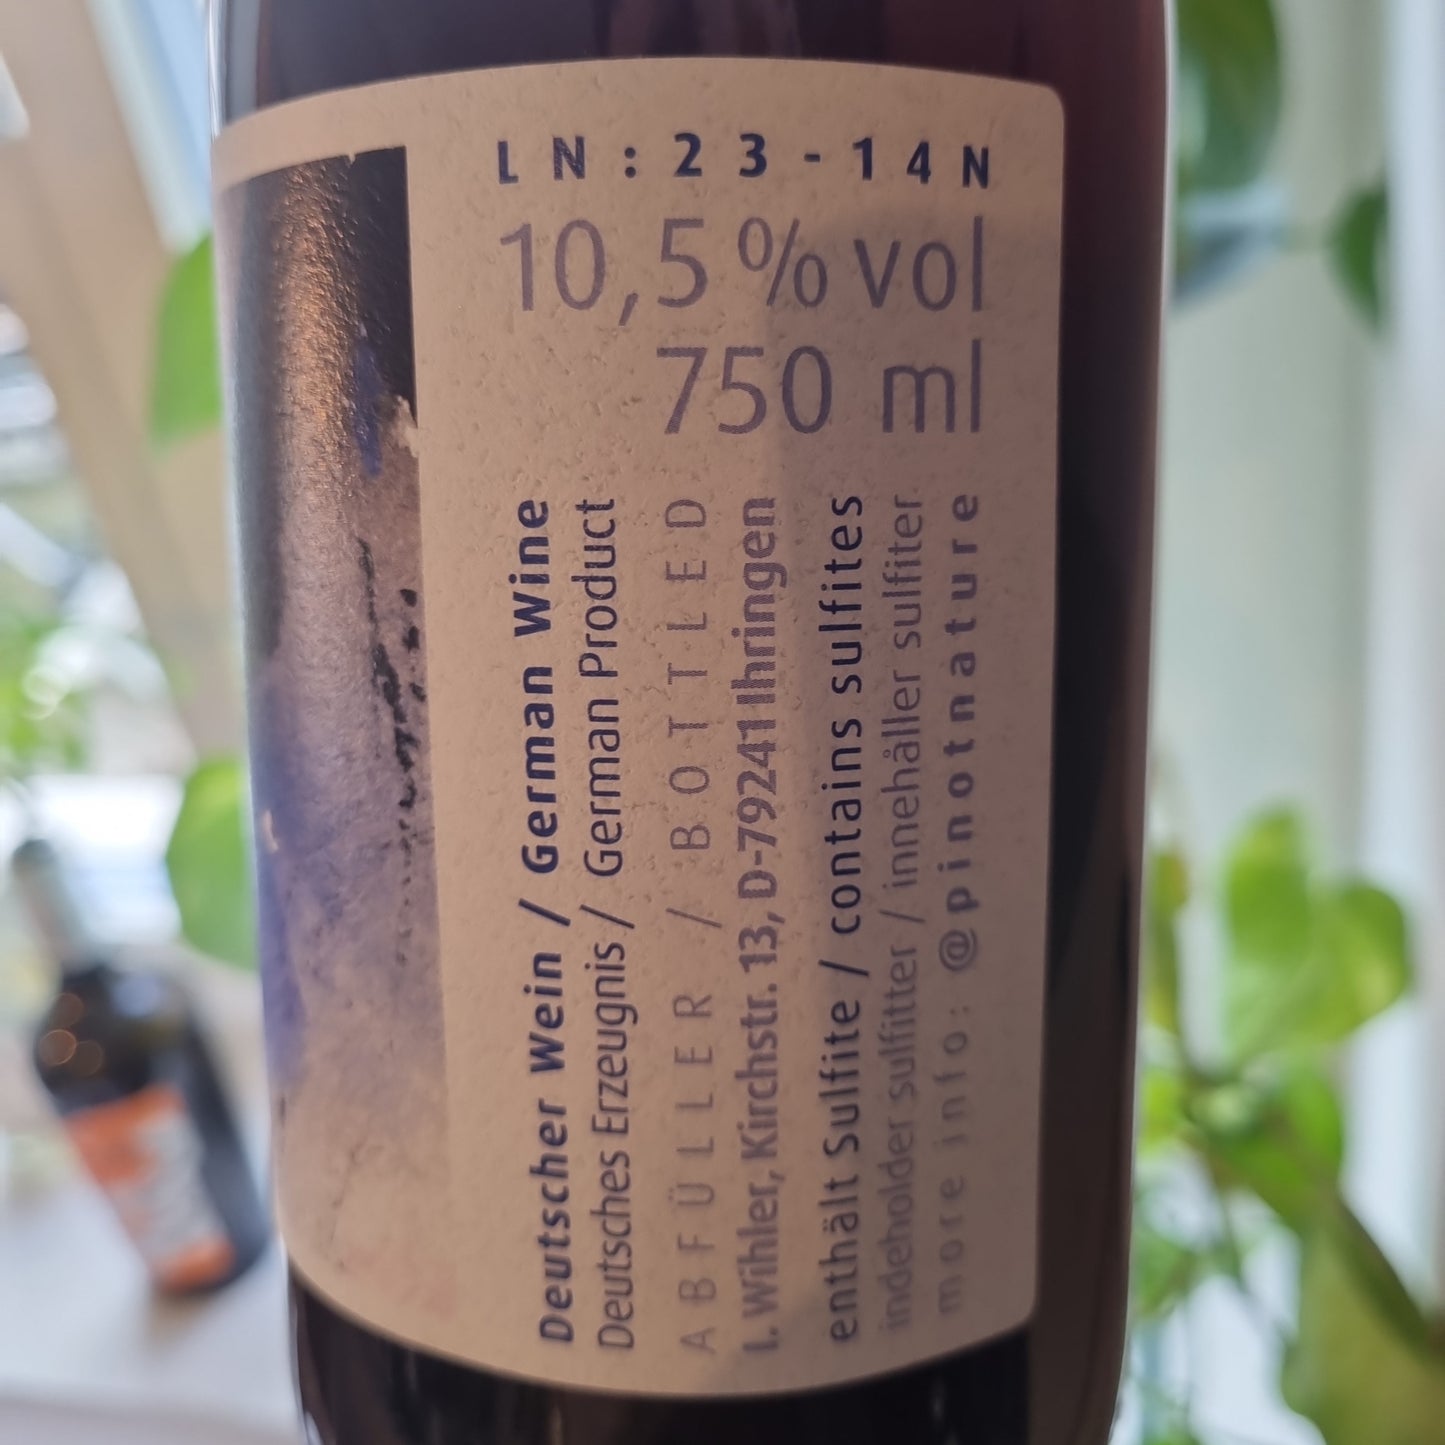 LN:23-14N
10,5%vol
750 ml
Deutscher Wein / German Wine
Deutsches Erzeugnis / German Product
ABFÜLLER / BOTTLED
I. Wihler, Kirchstr. 13, D-79241 Ihringen
enthält Sulfite / contains sulfites
indeholder sulfitter / innehåller sulfiter
more info: @pinotnature